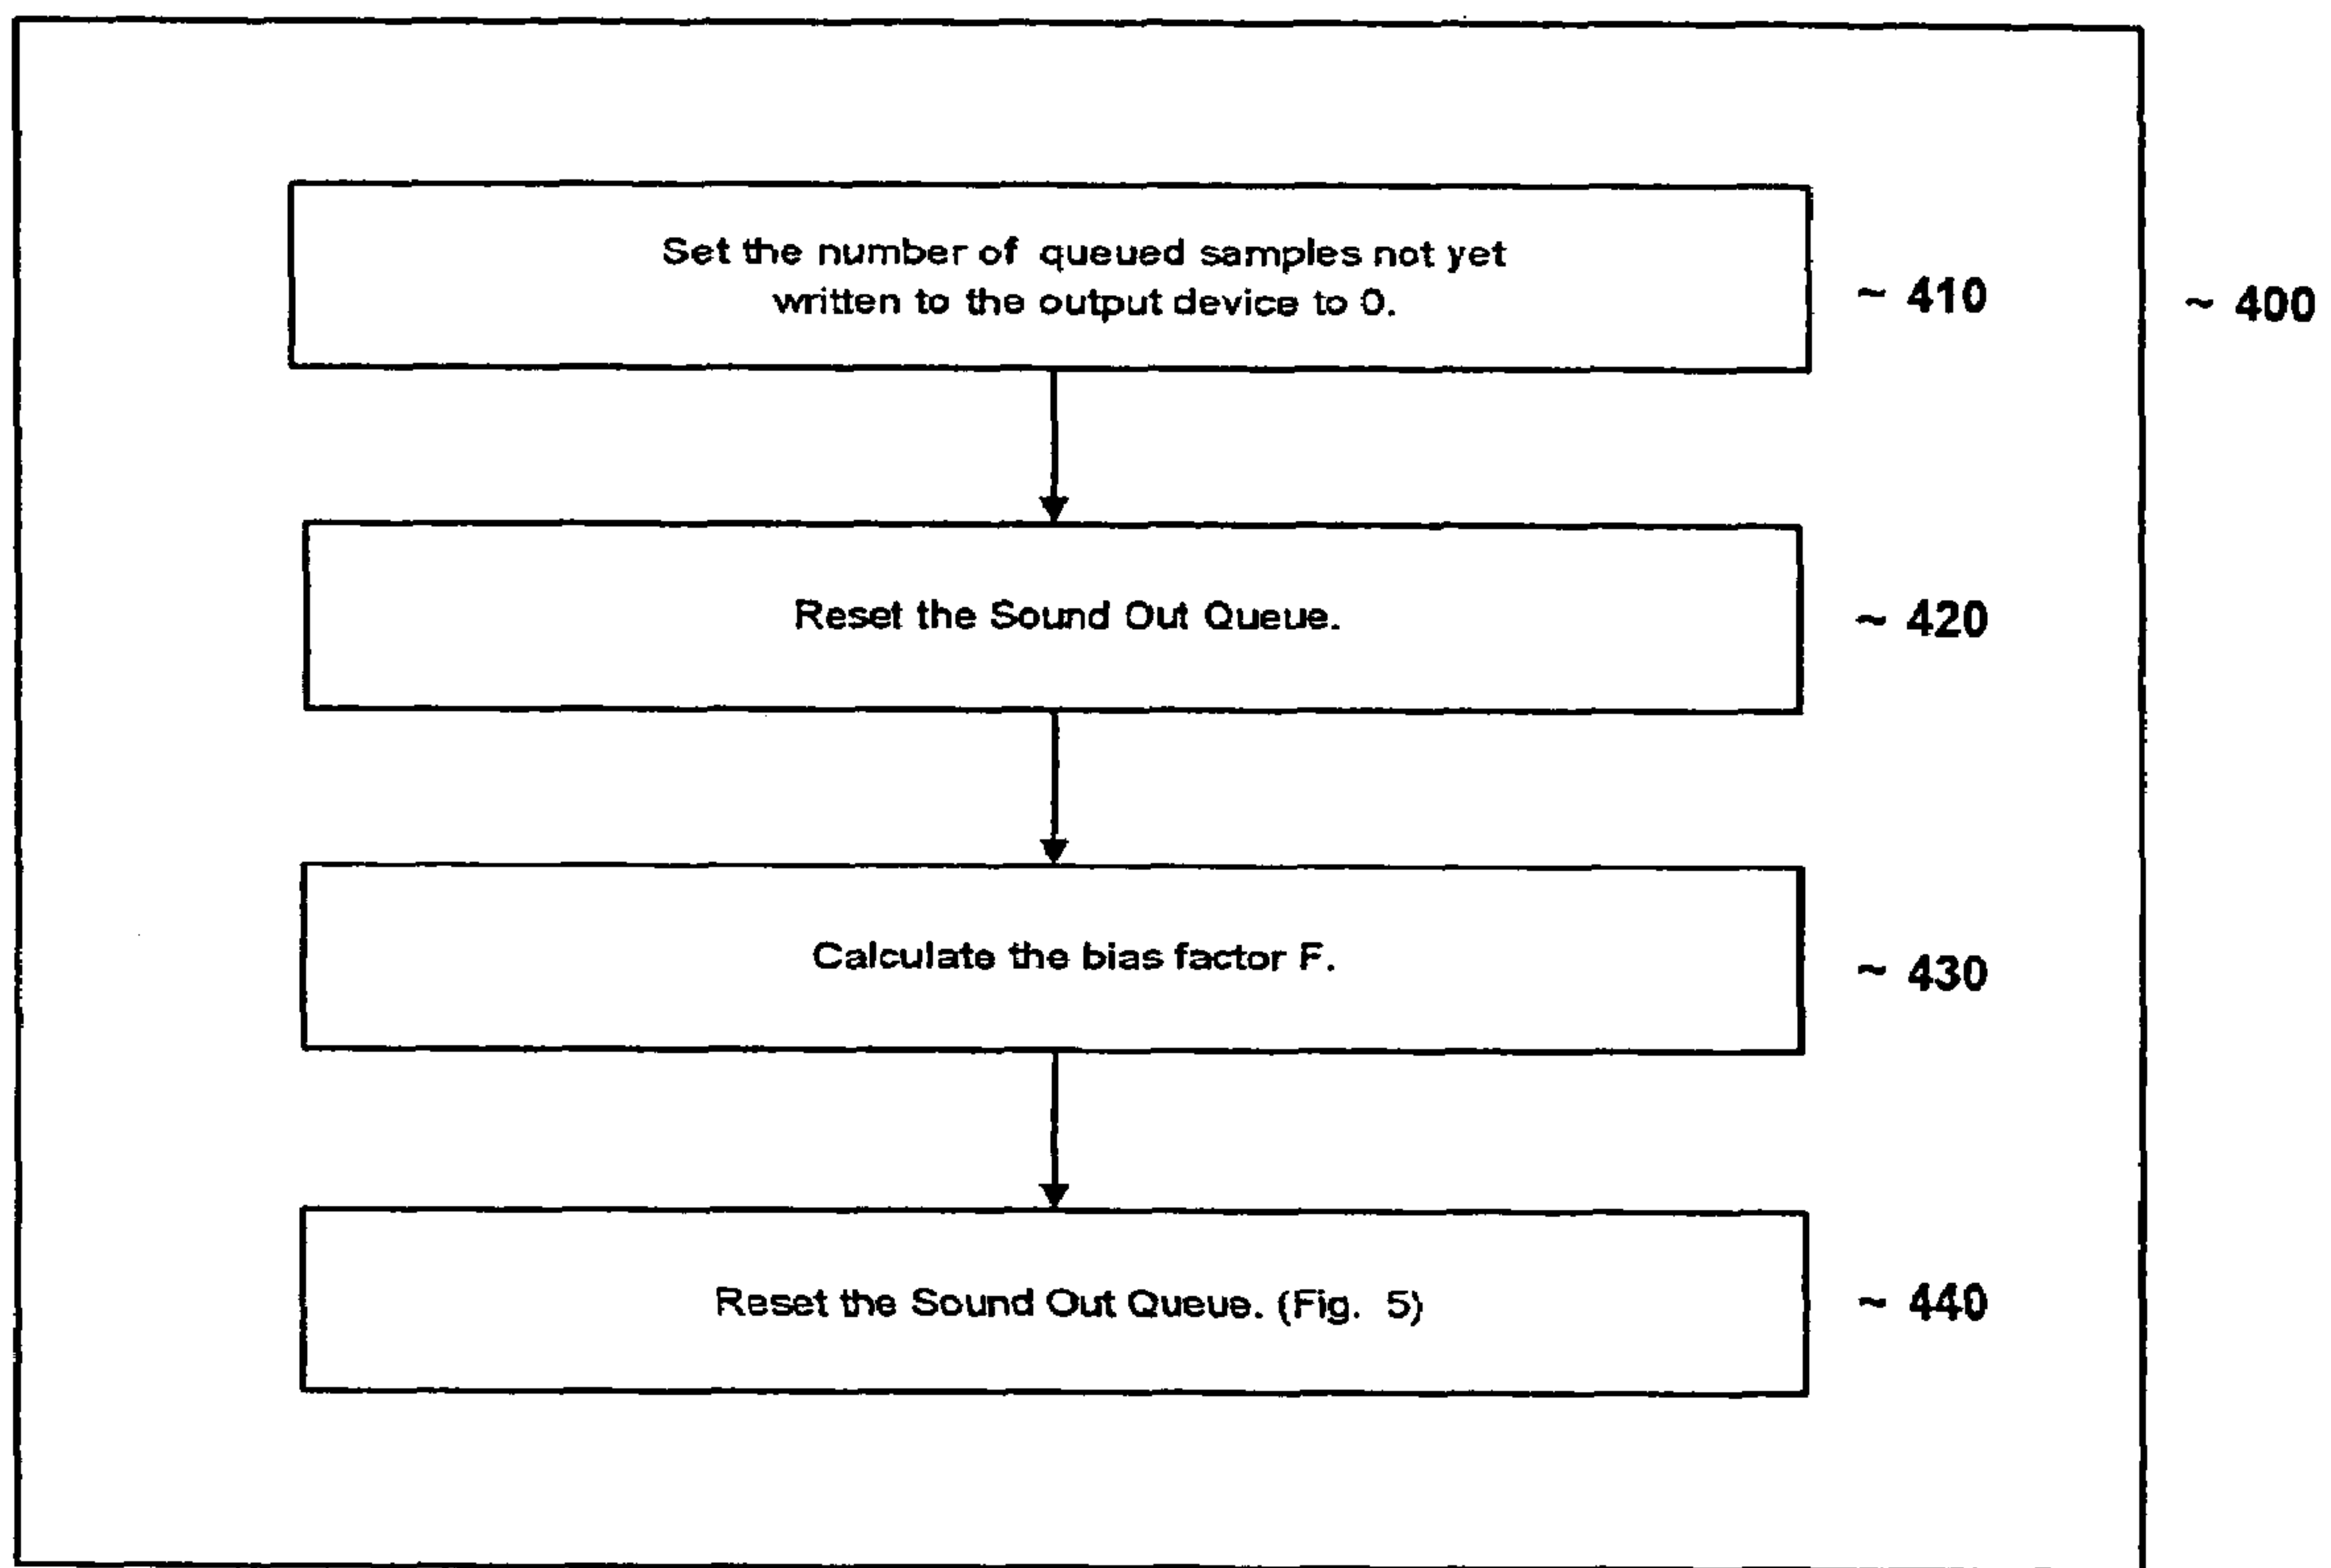 Set the number of queued samples not yet
written to the output device to 0.
~ 410
~ 400
Reset the Sound Out Queue.
~ 420
Calculate the bias factor F.
~ 430
Reset the Sound Out Queue. (Fig. 5)
~ 440